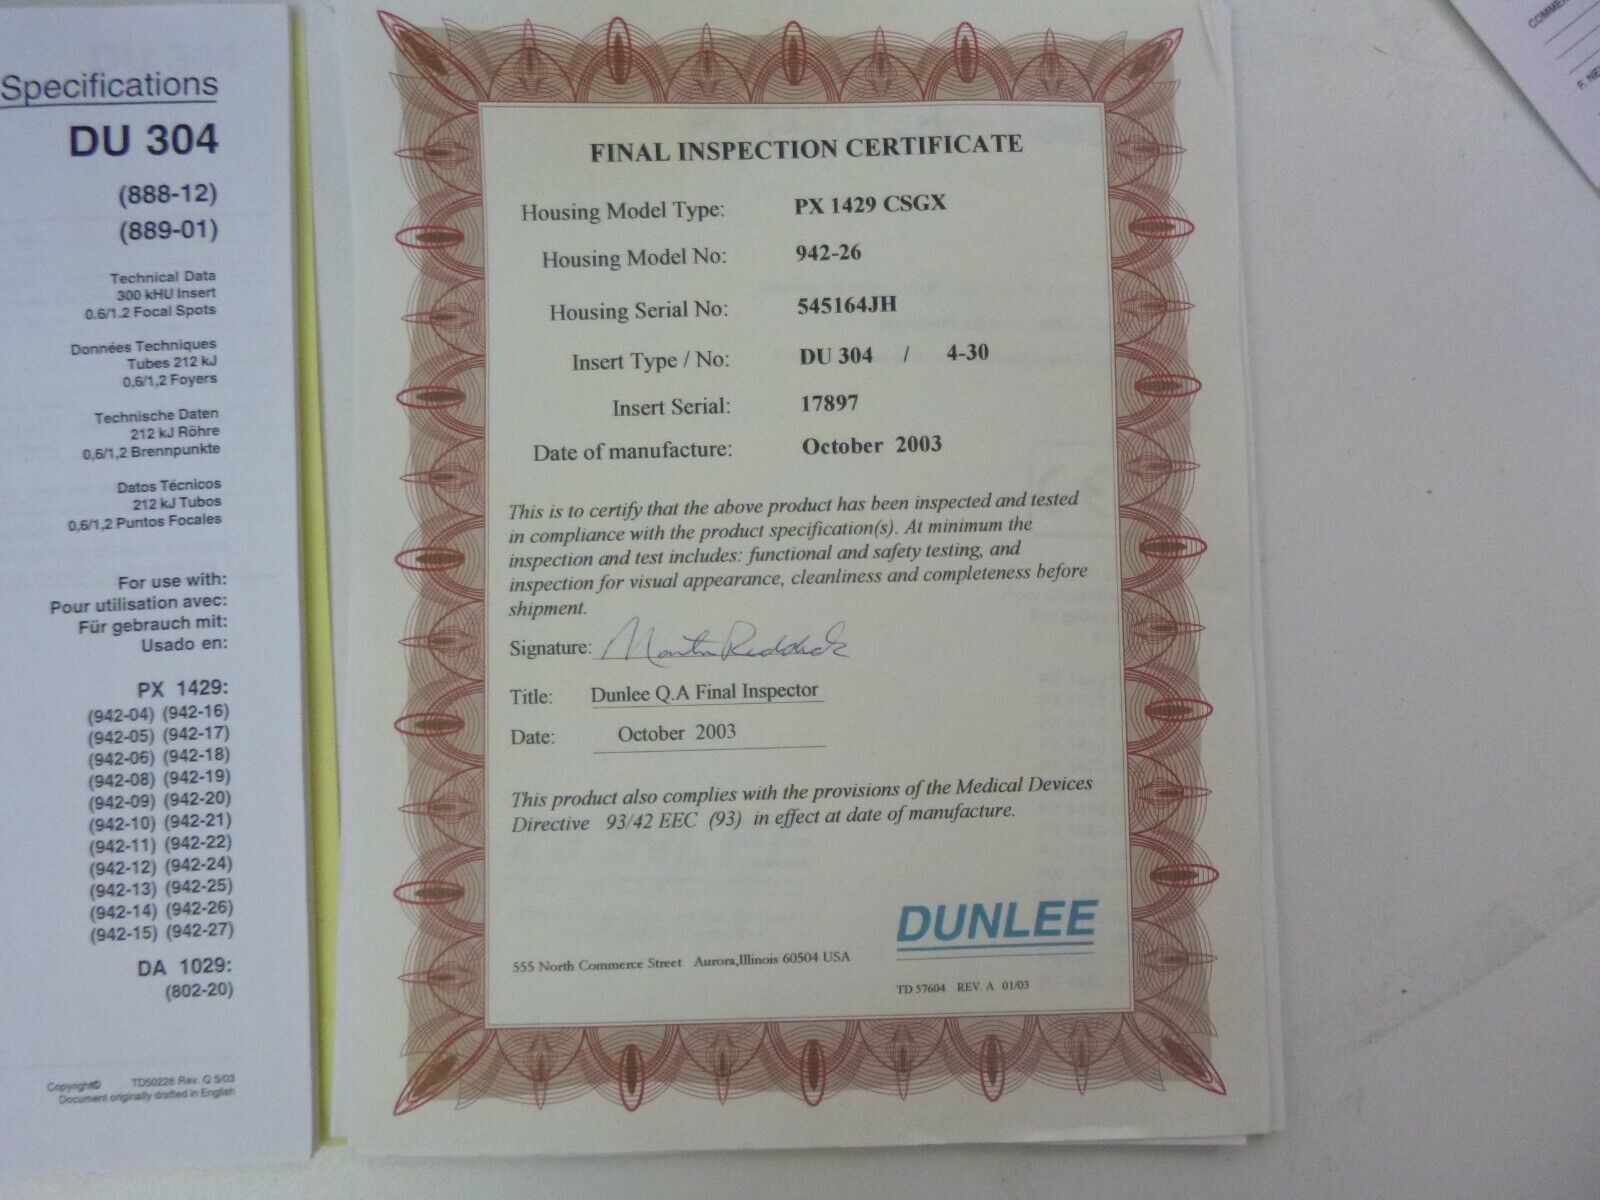 Specifications
DU 304
(888-12)
(889-01)
Technical Data
300 kHU Insert
0.6/1.2 Focal Spots
Données Techniques
Tubes 212 kJ
0,6/1,2 Foyers
Technische Daten
212 kJ Röhre
0,6/1,2 Brennpunkte
Datos Técnicos
212 kJ Tubos
0,6/1,2 Puntos Focales
For use with:
Pour utilisation avec:
Für gebrauch mit:
Usado en:
PX 1429:
(942-04) (942-16)
(942-05) (942-17)
(942-06) (942-18)
(942-08) (942-19)
(942-09) (942-20)
(942-10) (942-21)
(942-11) (942-22)
(942-12) (942-24)
(942-13) (942-25)
(942-14) (942-26)
(942-15) (942-27)
DA 1029:
(802-20)
Copyright© TD50226 Rev. Q 5/03
Document originally drafted in English
FINAL INSPECTION CERTIFICATE
Housing Model Type: PX 1429 CSGX
Housing Model No: 942-26
Housing Serial No: 545164JH
Insert Type / No: DU 304 / 4-30
Insert Serial: 17897
Date of manufacture: October 2003
This is to certify that the above product has been inspected and tested
in compliance with the product specification(s). At minimum the
inspection and test includes: functional and safety testing, and
inspection for visual appearance, cleanliness and completeness before
shipment.
Signature: Martin
Title: Dunlee Q.A Final Inspector
Date: October 2003
This product also complies with the provisions of the Medical Devices
Directive 93/42 EEC (93) in effect at date of manufacture.
DUNLEE
555 North Commerce Street Aurora,Illinois 60504 USA
TD 57604 REV. A 01/03